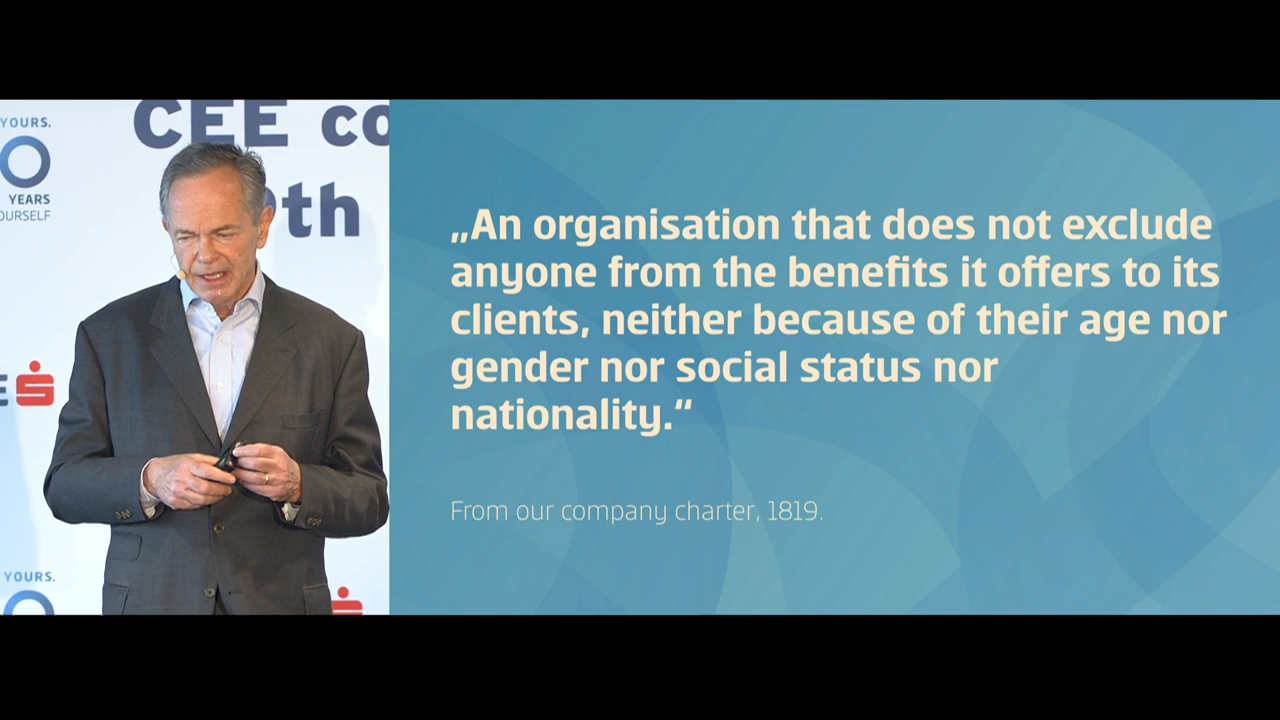 YOURS.
YEARS
OURSELF
CEE co
th
E
YOURS.
„An organisation that does not exclude
anyone from the benefits it offers to its
clients, neither because of their age nor
gender nor social status nor
nationality.“
From our company charter, 1819.